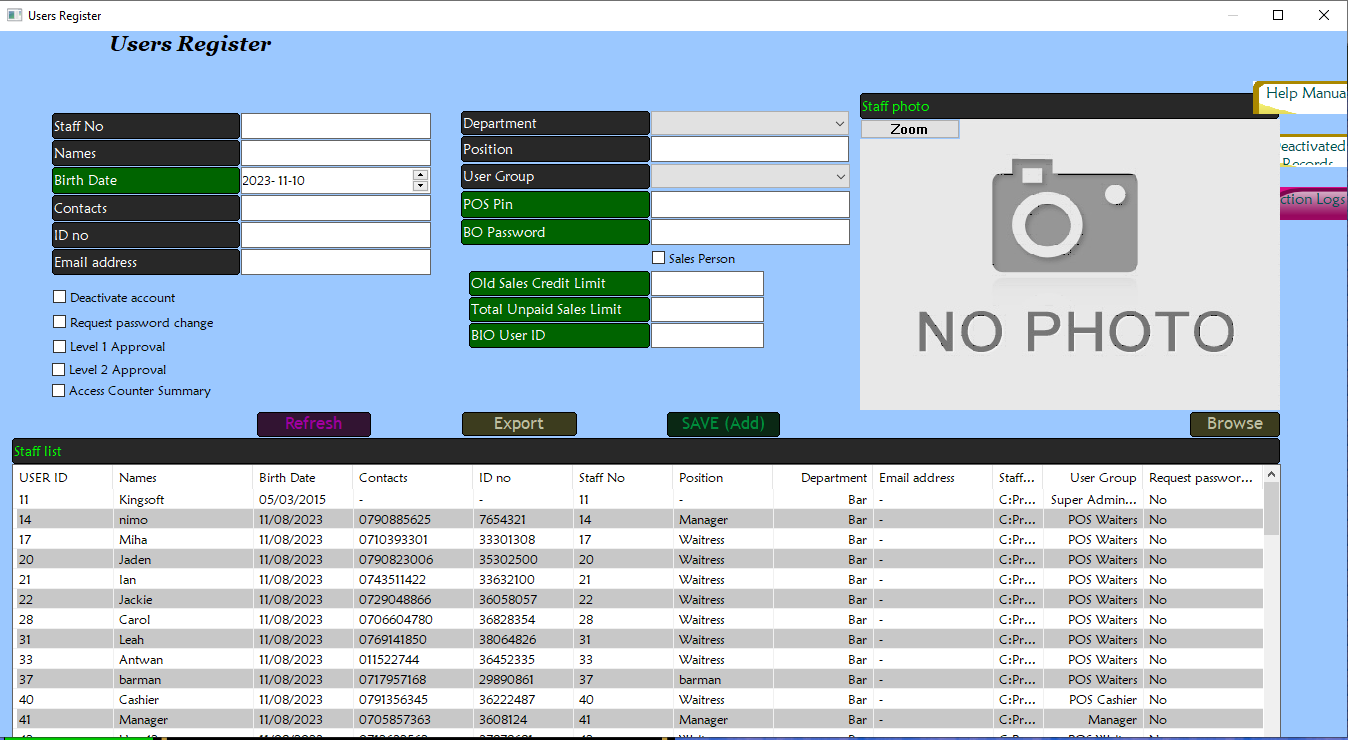 Users Register
Users Register
Help Manua
Staff photo
Zoom
Staff No
Department
Names
Position
eactivated
Records
Birth Date 2023- 11-10
User Group
Contacts
POS Pin
ction Logs
ID no
BO Password
Email address
Sales Person
Deactivate account
Old Sales Credit Limit
Request password change
Total Unpaid Sales Limit
Level 1 Approval
BIO User ID
Level 2 Approval
Access Counter Summary
NO PHOTO
Refresh Export SAVE (Add) Browse
Staff list
USER ID Names Birth Date Contacts ID no Staff No Position Department Email address Staff... User Group Request passwor...
11 Kingsoft 05/03/2015 - - 11 - Bar - C:Pr... Super Admin... No
14 nimo 11/08/2023 0790885625 7654321 14 Manager Bar - C:Pr... POS Waiters No
17 Miha 11/08/2023 0710393301 33301308 17 Waitress Bar - C:Pr... POS Waiters No
20 Jaden 11/08/2023 0790823006 35302500 20 Waitress Bar - C:Pr... POS Waiters No
21 Ian 11/08/2023 0743511422 33632100 21 Waitress Bar - C:Pr... POS Waiters No
22 Jackie 11/08/2023 0729048866 36058057 22 Waitress Bar - C:Pr... POS Waiters No
28 Carol 11/08/2023 0706604780 36828354 28 Waitress Bar - C:Pr... POS Waiters No
31 Leah 11/08/2023 0769141850 38064826 31 Waitress Bar - C:Pr... POS Waiters No
33 Antwan 11/08/2023 011522744 36452335 33 Waitress Bar - C:Pr... POS Waiters No
37 barman 11/08/2023 0717957168 29890861 37 barman Bar - C:Pr... POS Waiters No
40 Cashier 11/08/2023 0791356345 36222487 40 Waitress Bar - C:Pr... POS Cashier No
41 Manager 11/08/2023 0705857363 3608124 41 Manager Bar - C:Pr... Manager No